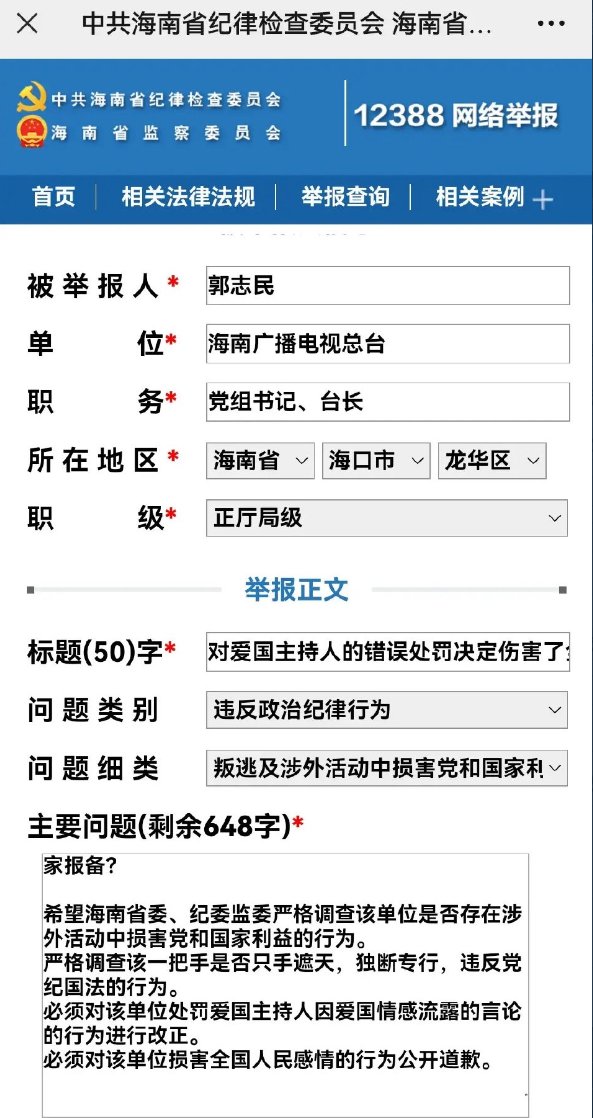 中共海南省纪律检查委员会 海南省...
中共海南省纪律检查委员会
海南省监察委员会
12388 网络举报
首页 相关法律法规 举报查询 相关案例
被举报人* 郭志民
单位* 海南广播电视总台
职务* 党组书记、台长
所在地区* 海南省 海口市 龙华区
职级* 正厅局级
举报正文
标题(50)字* 对爱国主持人的错误处罚决定伤害了
问题类别 违反政治纪律行为
问题细类 叛逃及涉外活动中损害党和国家利
主要问题(剩余648字)*
家报备?
希望海南省委、纪委监委严格调查该单位是否存在涉
外活动中损害党和国家利益的行为。
严格调查该一把手是否只手遮天，独断专行，违反党
纪国法的行为。
必须对该单位处罚爱国主持人因爱国情感流露的言论
的行为进行改正。
必须对该单位损害全国人民感情的行为公开道歉。